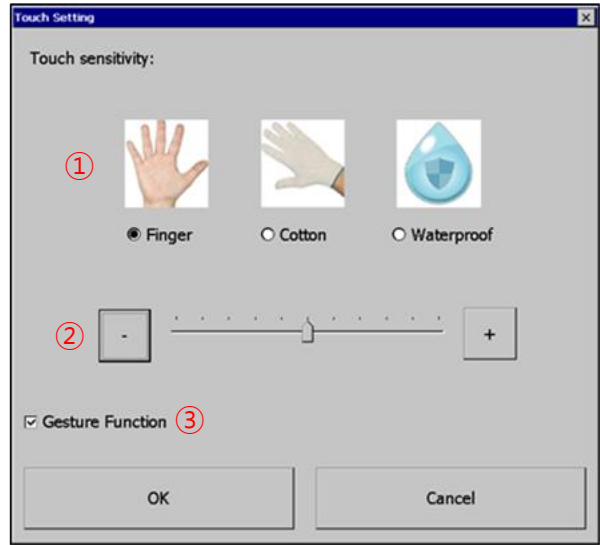 Touch Setting
Touch sensitivity:
①
Finger
Cotton
Waterproof
②
-
+
Gesture Function ③
OK
Cancel